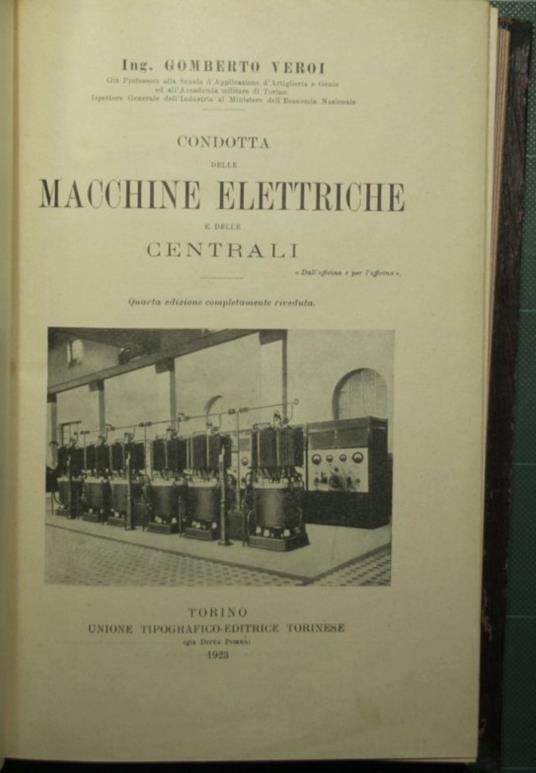 Ing. GOMBERTO VEROI
Già Professore alla Scuola d'Applicazione d'Artiglieria e Genio
ed all'Accademia militare di Torino.
Ispettore Generale dell'Industria al Ministero dell'Economia Nazionale
CONDOTTA
DELLE
MACCHINE ELETTRICHE
E DELLE
CENTRALI
« Dall'officina e per l'officina ».
Quarta edizione completamente riveduta.
TORINO
UNIONE TIPOGRAFICO-EDITRICE TORINESE
(già Ditta Pomba)
1923